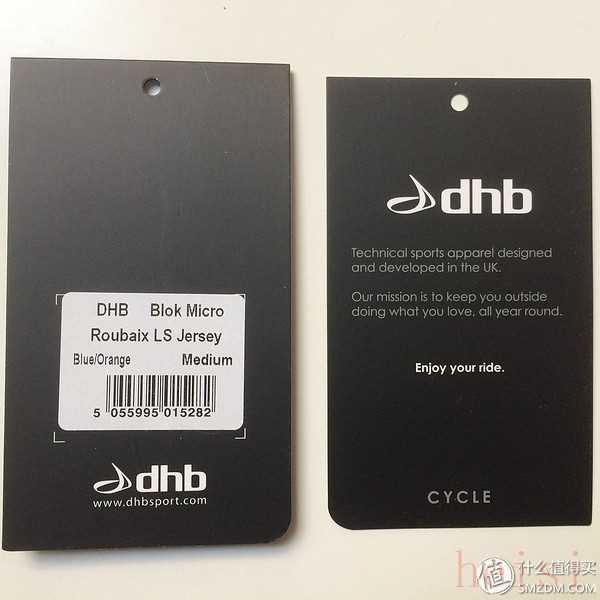 DHB Blok Micro
Roubaix LS Jersey
Blue/Orange Medium
5 055995 015282
dhb
www.dhbsport.com
dhb
Technical sports apparel designed
and developed in the UK.
Our mission is to keep you outside
doing what you love, all year round.
Enjoy your ride.
CYCLE
值 什么值得买
SMZDM.COM